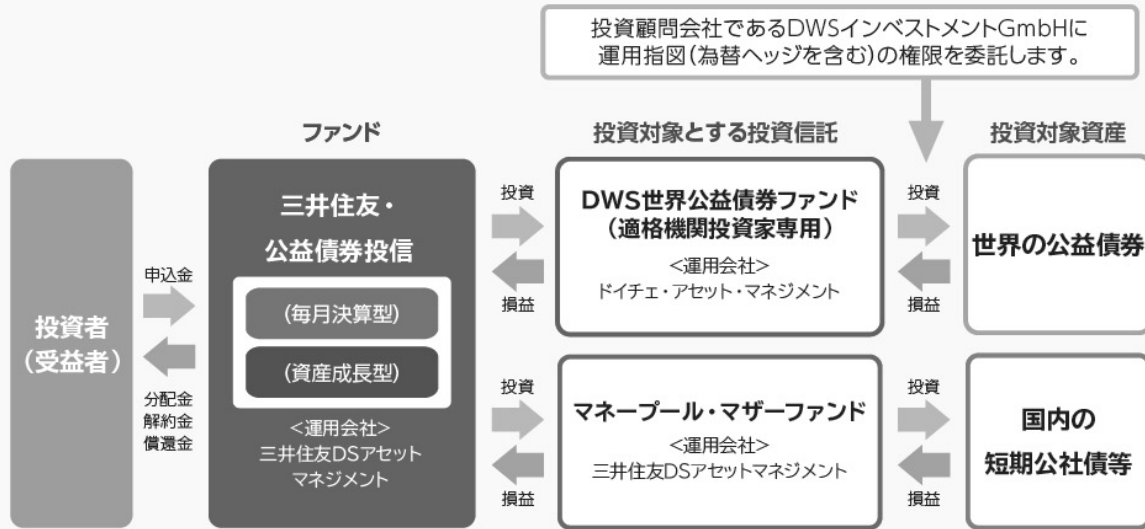 投資顧問会社であるDWSインベストメントGmbHに
運用指図(為替ヘッジを含む)の権限を委託します。
ファンド
投資対象とする投資信託
投資対象資産
投資者
(受益者)
申込金
分配金
解約金
償還金
三井住友・
公益債券投信
(毎月決算型)
(資産成長型)
<運用会社>
三井住友DSアセット
マネジメント
投資
損益
DWS世界公益債券ファンド
(適格機関投資家専用)
<運用会社>
ドイチェ・アセット・マネジメント
投資
損益
世界の公益債券
投資
損益
マネープール・マザーファンド
<運用会社>
三井住友DSアセットマネジメント
投資
損益
国内の
短期公社債等